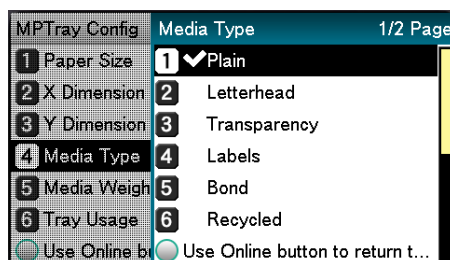 MPTray Config
1 Paper Size
2 X Dimension
3 Y Dimension
4 Media Type
5 Media Weigh
6 Tray Usage
Use Online b
Media Type 1/2 Page
1 Plain
2 Letterhead
3 Transparency
4 Labels
5 Bond
6 Recycled
Use Online button to return t...